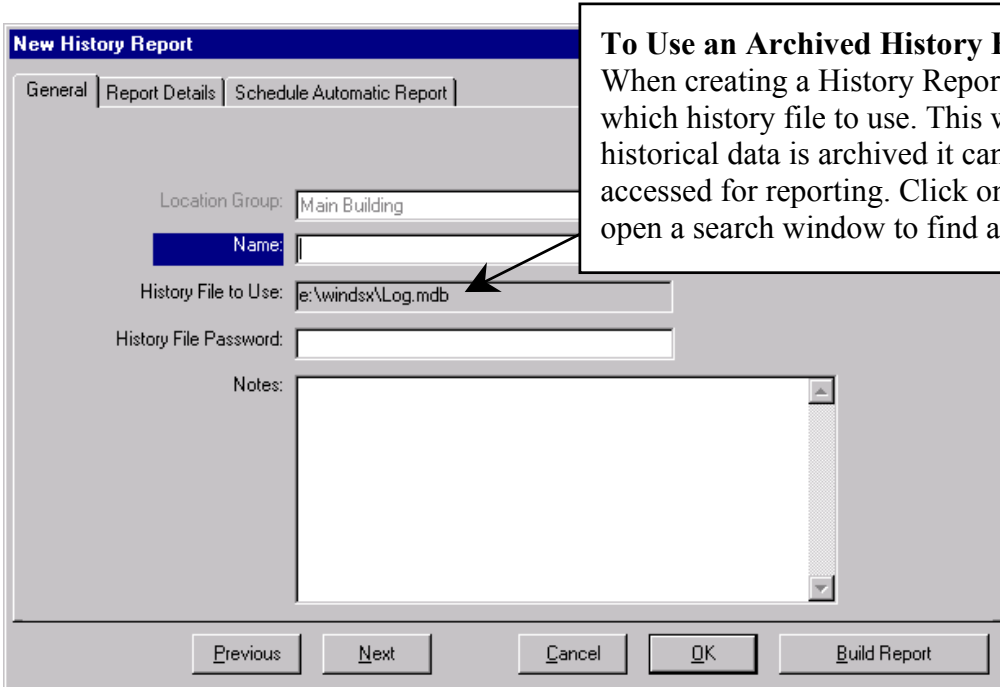 New History Report
To Use an Archived History
When creating a History Repor
which history file to use. This
historical data is archived it
accessed for reporting. Click
open a search window to find a
General Report Details Schedule Automatic Report
Location Group: Main Building
Name:
History File to Use: e:\windsx\Log.mdb
History File Password:
Notes:
Previous Next Cancel OK Build Report